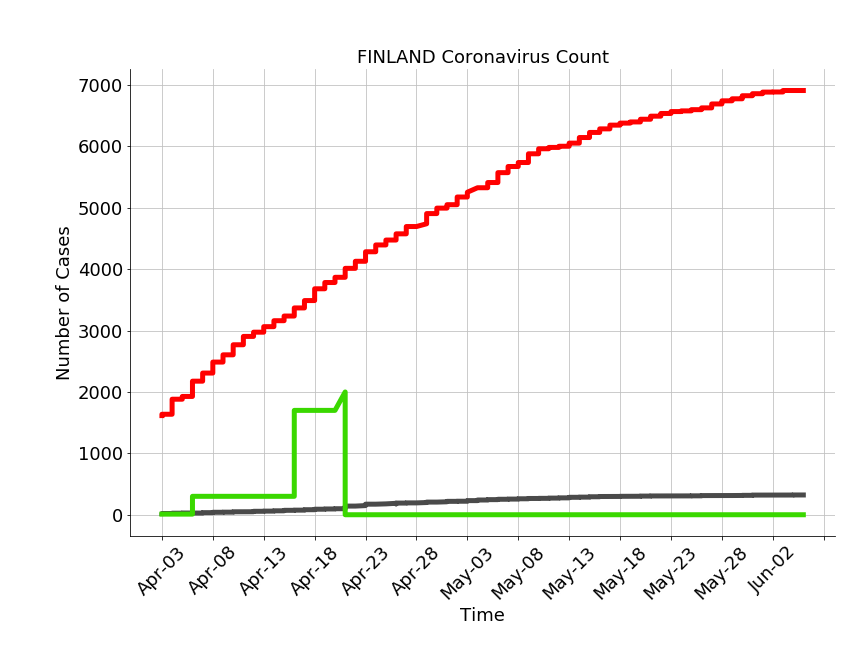 FINLAND Coronavirus Count
7000
6000
5000
4000
3000
2000
1000
0
Number of Cases
Apr-03
Apr-08
Apr-13
Apr-18
Apr-23
Apr-28
May-03
May-08
May-13
May-18
May-23
May-28
Jun-02
Time